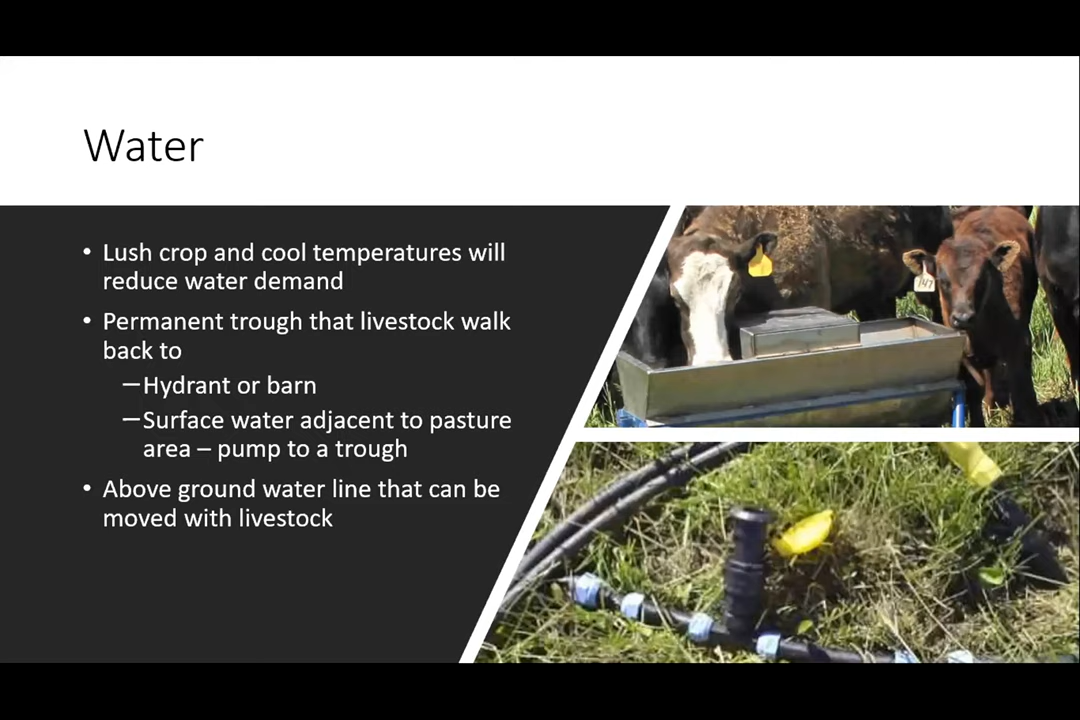 Water
• Lush crop and cool temperatures will
reduce water demand
• Permanent trough that livestock walk
back to
—Hydrant or barn
—Surface water adjacent to pasture
area – pump to a trough
• Above ground water line that can be
moved with livestock
147